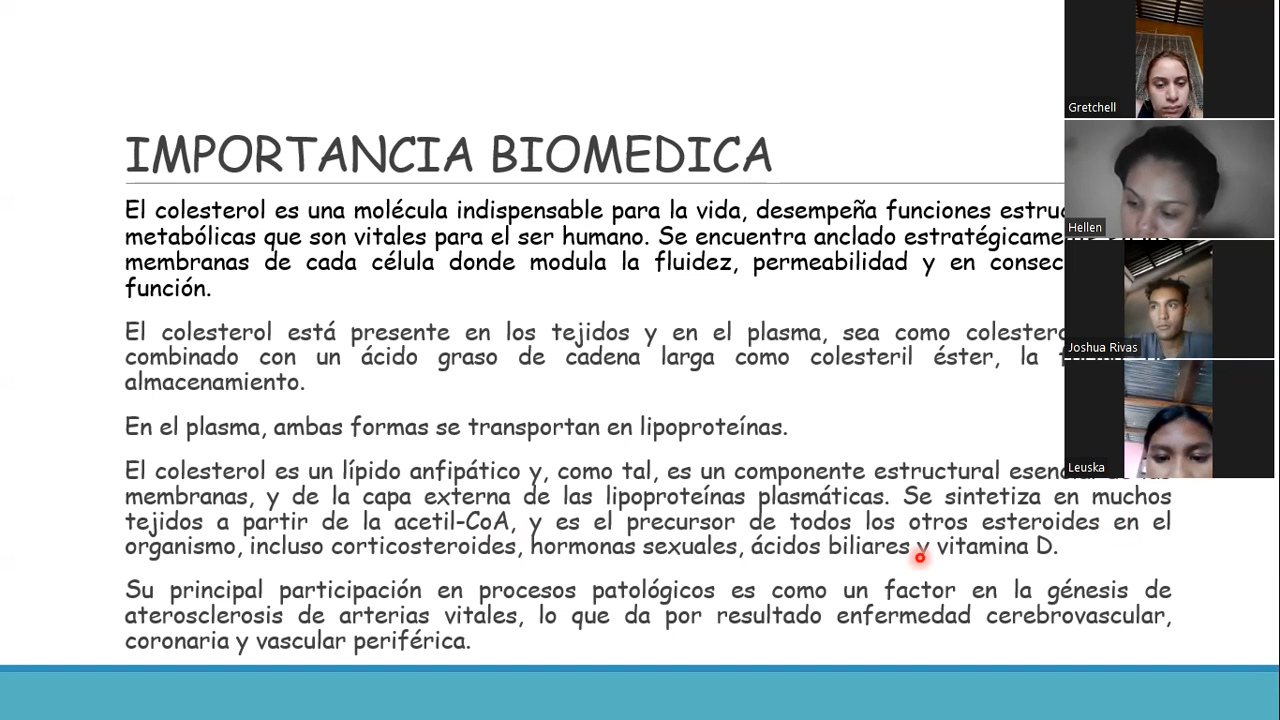 IMPORTANCIA BIOMEDICA
El colesterol es una molécula indispensable para la vida, desempeña funciones
metabólicas que son vitales para el ser humano. Se encuentra anclado
membranas de cada célula donde modula la fluidez, permeabilidad y en
función.
El colesterol está presente en los tejidos y en el plasma, sea como
combinado con un ácido graso de cadena larga como colesteril éster, la
almacenamiento.
En el plasma, ambas formas se transportan en lipoproteínas.
El colesterol es un lípido anfipático y, como tal, es un componente estructural
membranas, y de la capa externa de las lipoproteínas plasmáticas. Se sintetiza en muchos
tejidos a partir de la acetil-CoA, y es el precursor de todos los otros esteroides en el
organismo, incluso corticosteroides, hormonas sexuales, ácidos biliares y vitamina D.
Su principal participación en procesos patológicos es como un factor en la génesis de
aterosclerosis de arterias vitales, lo que da por resultado enfermedad cerebrovascular,
coronaria y vascular periférica.
Gretchell
Hellen
Joshua Rivas
Leuska